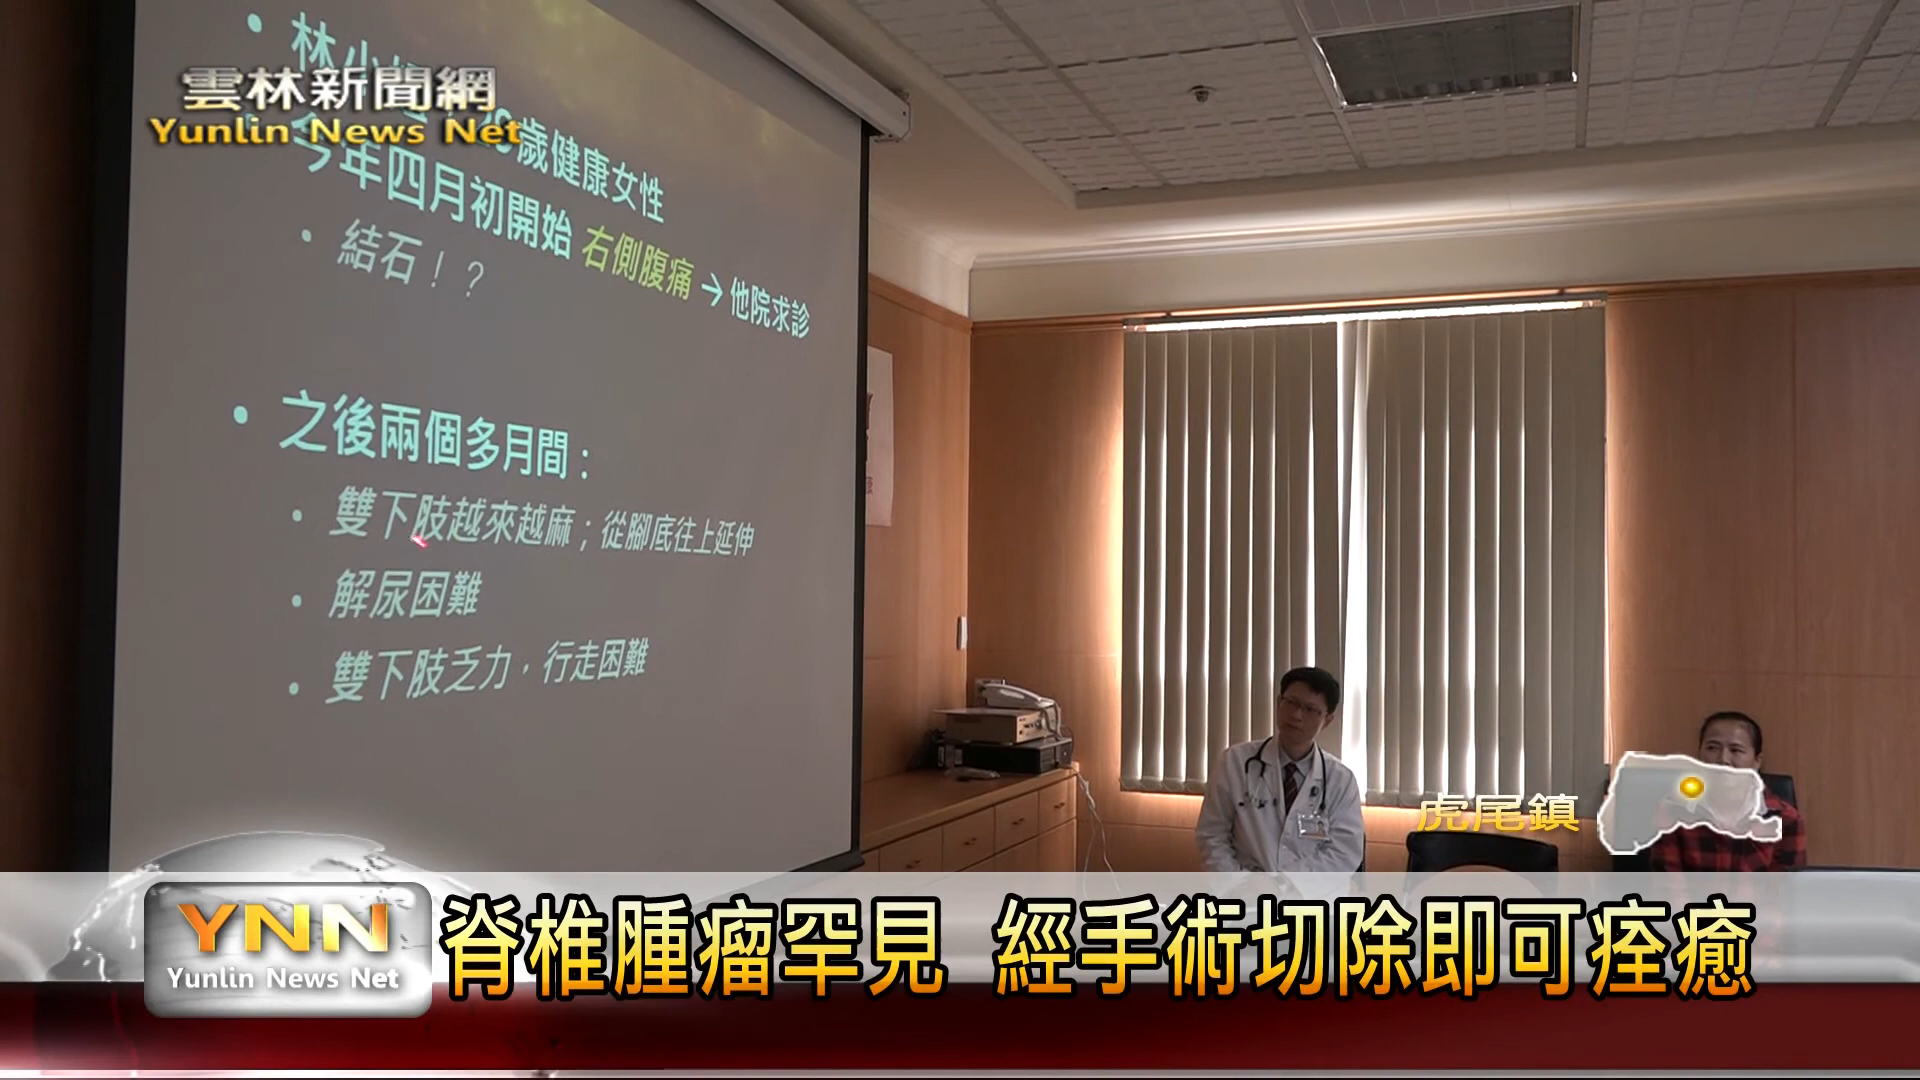 雲林新聞網
Yunlin News Net
• 林小
歲健康女性
今年四月初開始 右側腹痛 → 他院求診
• 結石！？
• 之後兩個多月間：
• 雙下肢越來越麻；從腳底往上延伸
• 解尿困難
• 雙下肢乏力，行走困難
虎尾鎮
YNN
Yunlin News Net
脊椎腫瘤罕見 經手術切除即可痊癒